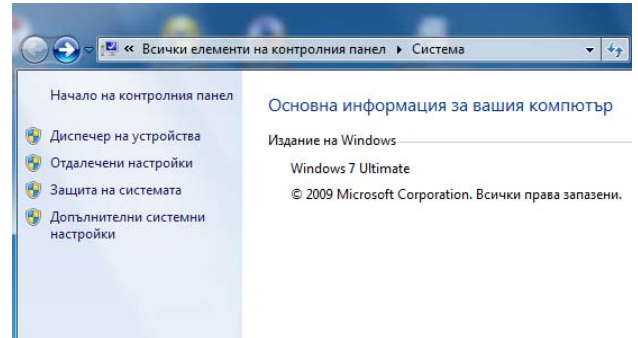 « Всички елементи на контролния панел ▸ Система
Начало на контролния панел
Диспечер на устройства
Отдалечени настройки
Защита на системата
Допълнителни системни
настройки
Основна информация за вашия компютър
Издание на Windows
Windows 7 Ultimate
© 2009 Microsoft Corporation. Всички права запазени.